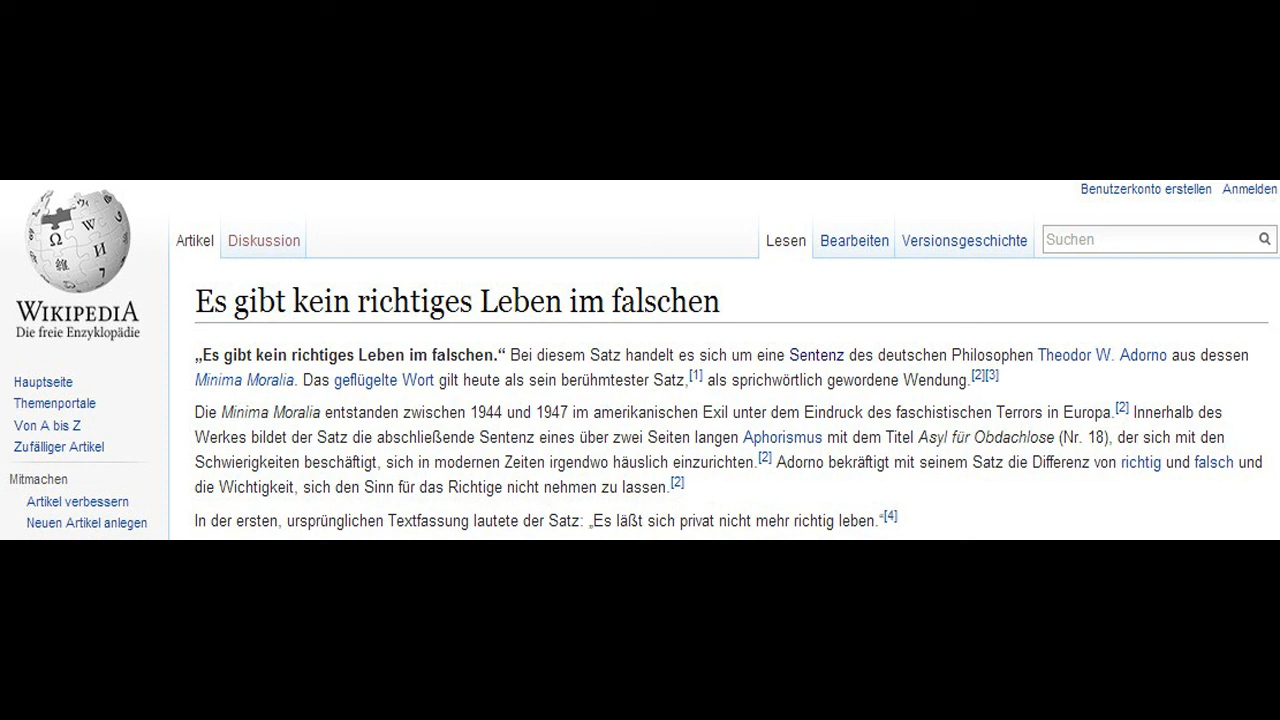 Benutzerkonto erstellen Anmelden
Artikel Diskussion Lesen Bearbeiten Versionsgeschichte Suchen
WIKIPEDIA
Die freie Enzyklopädie
Hauptseite
Themenportale
Von A bis Z
Zufälliger Artikel
Mitmachen
Artikel verbessern
Neuen Artikel anlegen
Es gibt kein richtiges Leben im falschen
„Es gibt kein richtiges Leben im falschen.“ Bei diesem Satz handelt es sich um eine Sentenz des deutschen Philosophen Theodor W. Adorno aus dessen
Minima Moralia. Das geflügelte Wort gilt heute als sein berühmtester Satz,[1] als sprichwörtlich gewordene Wendung.[2][3]
Die Minima Moralia entstanden zwischen 1944 und 1947 im amerikanischen Exil unter dem Eindruck des faschistischen Terrors in Europa.[2] Innerhalb des
Werkes bildet der Satz die abschließende Sentenz eines über zwei Seiten langen Aphorismus mit dem Titel Asyl für Obdachlose (Nr. 18), der sich mit den
Schwierigkeiten beschäftigt, sich in modernen Zeiten irgendwo häuslich einzurichten.[2] Adorno bekräftigt mit seinem Satz die Differenz von richtig und falsch und
die Wichtigkeit, sich den Sinn für das Richtige nicht nehmen zu lassen.[2]
In der ersten, ursprünglichen Textfassung lautete der Satz: „Es läßt sich privat nicht mehr richtig leben.“[4]